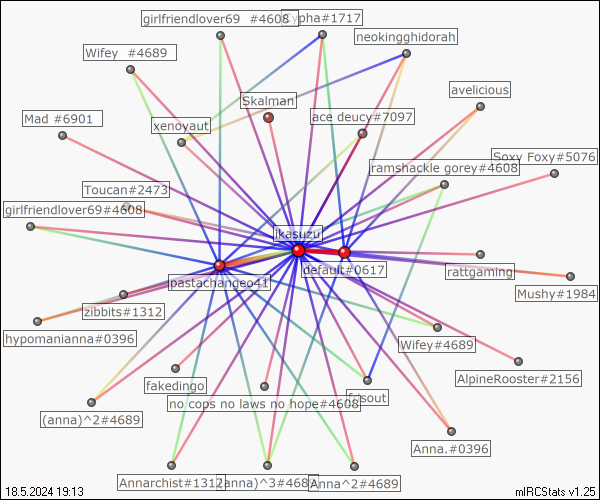 girlfriendlover69 #4608
Cypha#1717
neokingghidorah
Wifey #4689
avelicious
Skalman
ace deucy#7097
Mad #6901
xenoyaut
Soxy Foxy#5076
ramshackle gorey#4608
Toucan#2473
girlfriendlover69#4608
ikasuzu
default#0617
pastachangeo41
rattgaming
Mushy#1984
zibbits#1312
hypomanianna#0396
Wifey#4689
AlpineRooster#2156
fakedingo
no cops no laws no hope#4608
(anna)^2#4689
Anna.#0396
Annarchist#1312
(anna)^3#4689
Anna^2#4689
18.5.2024 19:13
mIRCStats v1.25